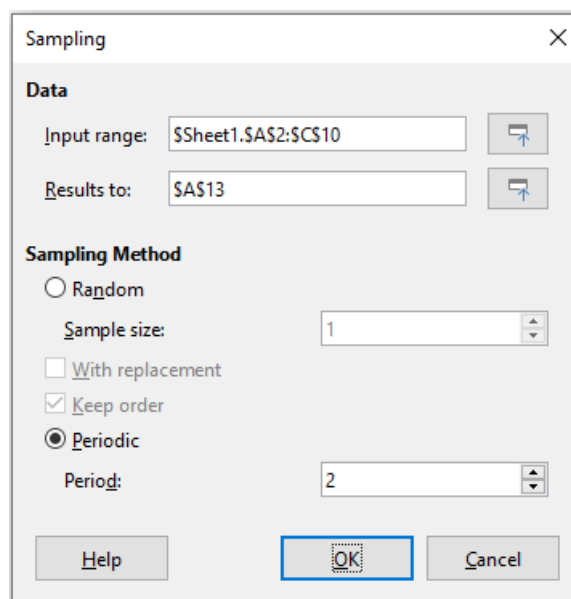 Sampling
Data
Input range: $Sheet1.$A$2:$C$10
Results to: $A$13
Sampling Method
Random
Sample size: 1
With replacement
Keep order
Periodic
Period: 2
Help OK Cancel